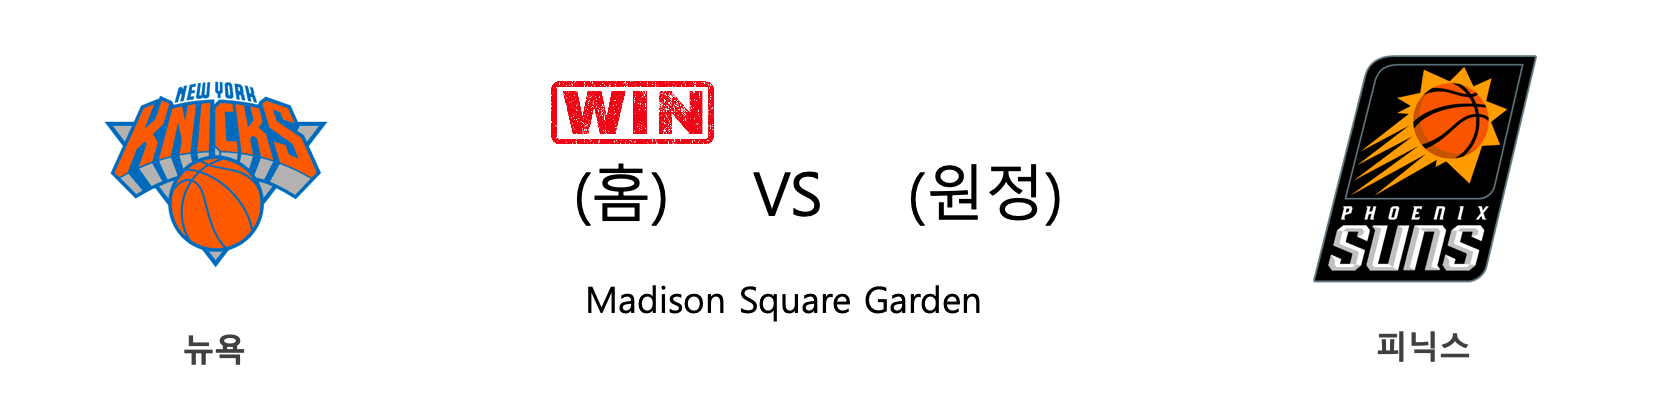 NEW YORK
KNICKS
WIN
(홈) VS (원정)
Madison Square Garden
뉴욕
PHOENIX
SUNS
피닉스